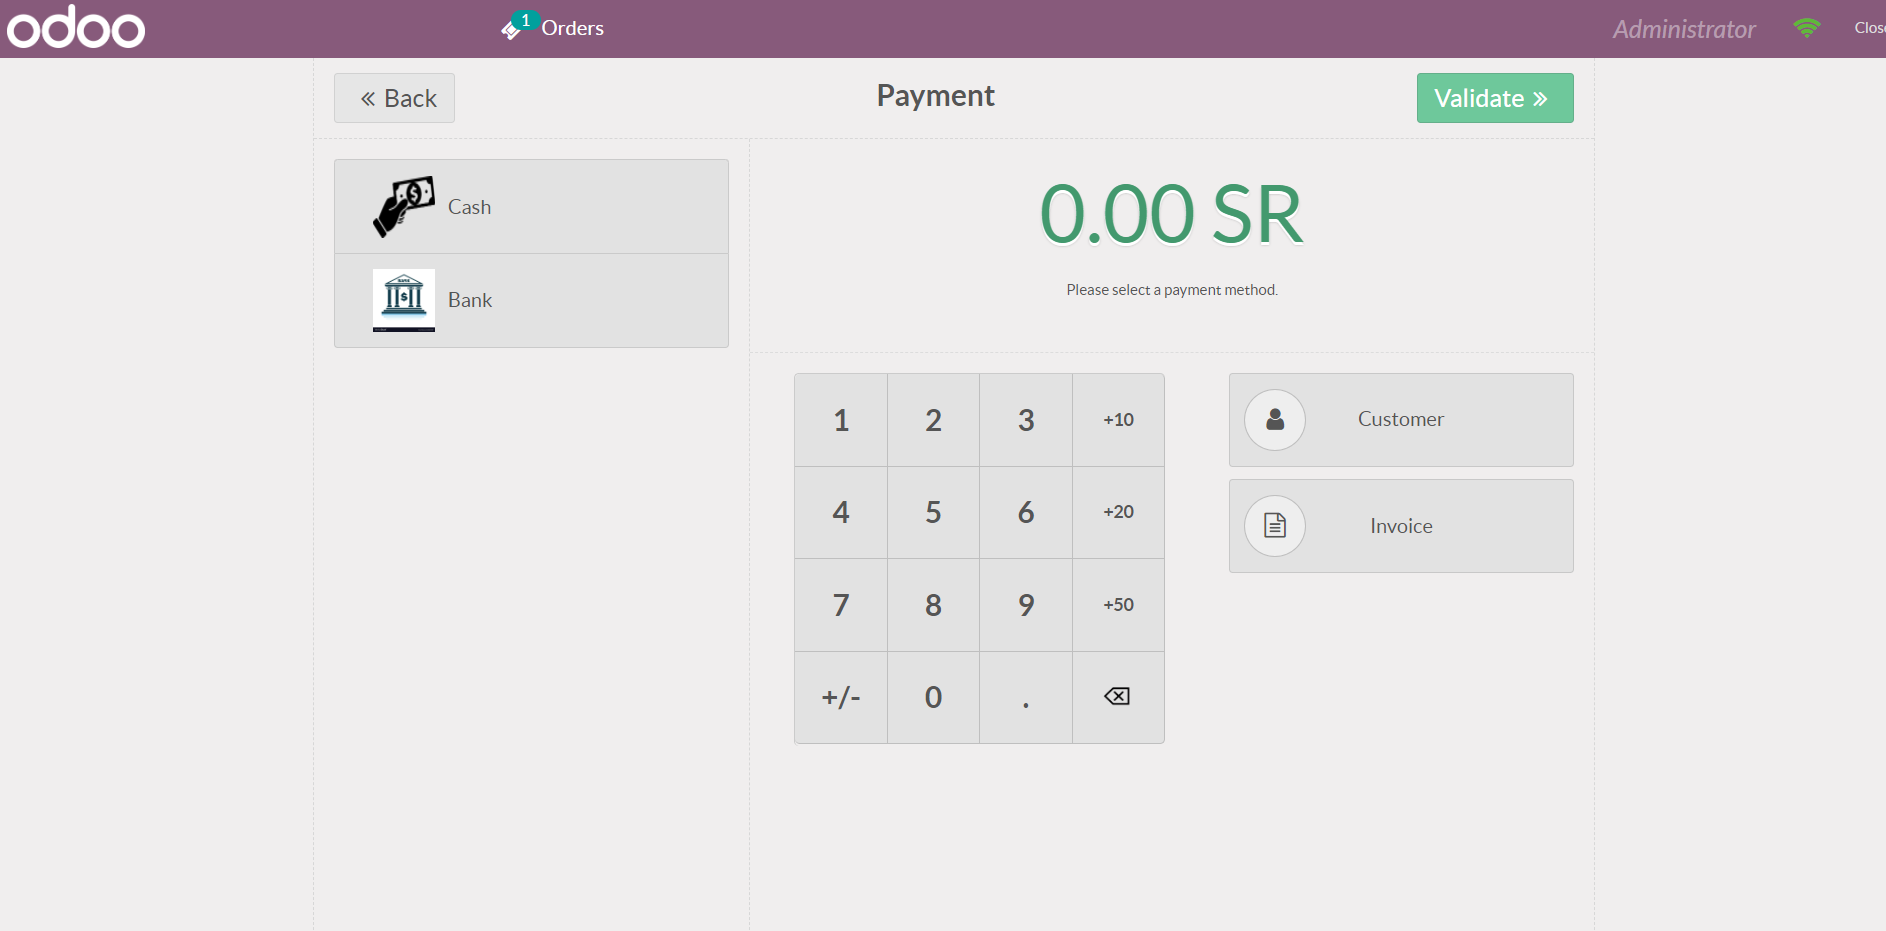 odoo
1 Orders
Administrator
Close
« Back
Payment
Validate »
Cash
Bank
0.00 SR
Please select a payment method.
1 2 3 +10
4 5 6 +20
7 8 9 +50
+/- 0 .
Customer
Invoice